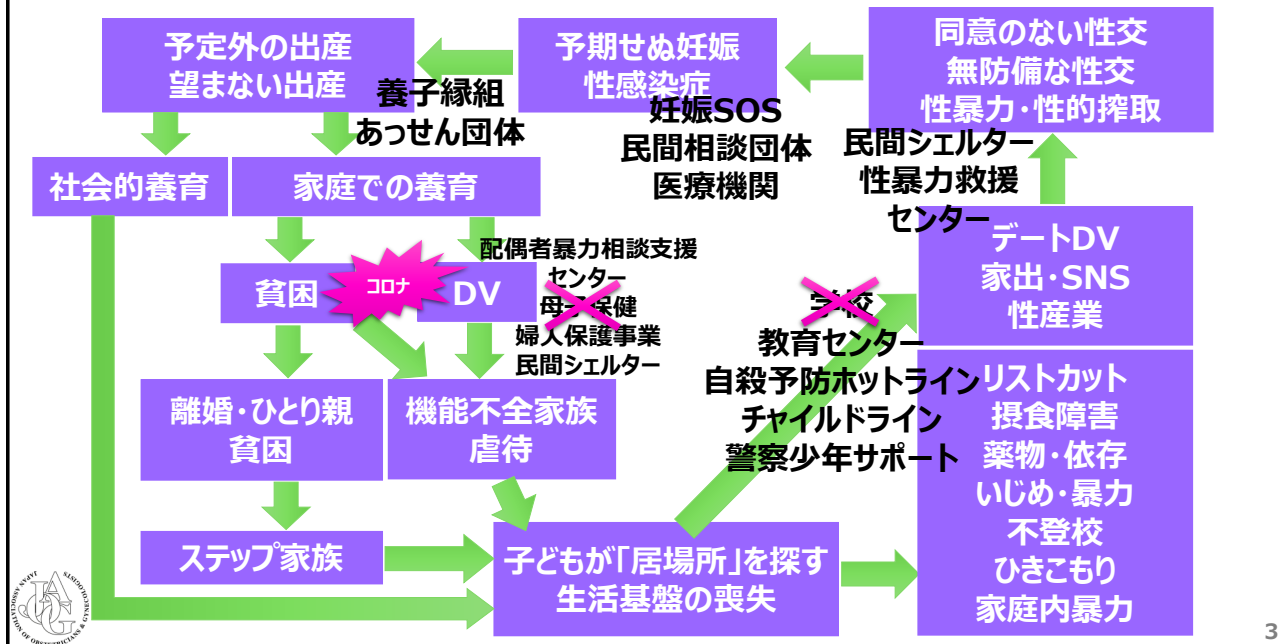 予定外の出産
望まない出産
予期せぬ妊娠
性感染症
同意のない性交
無防備な性交
性暴力・性的搾取
養子縁組
あっせん団体
妊娠SOS
民間相談団体
医療機関
民間シェルター
性暴力救援
センター
社会的養育
家庭での養育
貧困
コロナ
DV
配偶者暴力相談支援
センター
母子保健
婦人保護事業
民間シェルター
学校
教育センター
自殺予防ホットライン
チャイルドライン
警察少年サポート
デートDV
家出・SNS
性産業
離婚・ひとり親
貧困
機能不全家族
虐待
リストカット
摂食障害
薬物・依存
いじめ・暴力
不登校
ひきこもり
家庭内暴力
ステップ家族
子どもが「居場所」を探す
生活基盤の喪失
JAPAN ASSOCIATION OF OBSTETRICIANS & GYNECOLOGISTS
JAOG
3